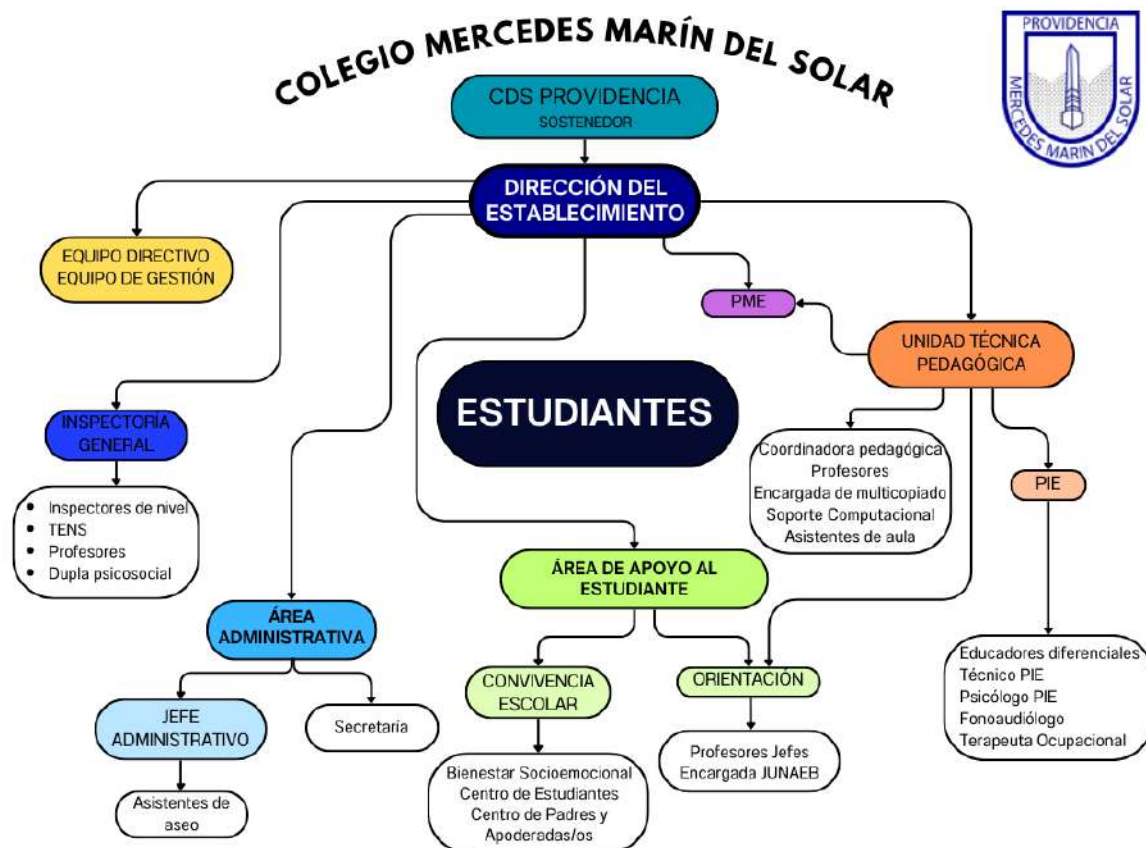 COLEGIO MERCEDES MARÍN DEL SOLAR
PROVIDENCIA
MERCEDES MARIN DEL SOLAR
CDS PROVIDENCIA
SOSTENEDOR
DIRECCIÓN DEL
ESTABLECIMIENTO
EQUIPO DIRECTIVO
EQUIPO DE GESTIÓN
PME
UNIDAD TÉCNICA
PEDAGÓGICA
ESTUDIANTES
INSPECTORÍA
GENERAL
• Inspectores de nivel
• TENS
• Profesores
• Dupla psicosocial
Coordinadora pedagógica
Profesores
Encargada de multicopiado
Soporte Computacional
Asistentes de aula
PIE
ÁREA DE APOYO AL
ESTUDIANTE
ÁREA
ADMINISTRATIVA
CONVIVENCIA
ESCOLAR
ORIENTACIÓN
Educadores diferenciales
Técnico PIE
Psicólogo PIE
Fonoaudiólogo
Terapeuta Ocupacional
JEFE
ADMINISTRATIVO
Secretaría
Profesores Jefes
Encargada JUNAEB
Bienestar Socioemocional
Centro de Estudiantes
Centro de Padres y
Apoderadas/os
Asistentes de
aseo